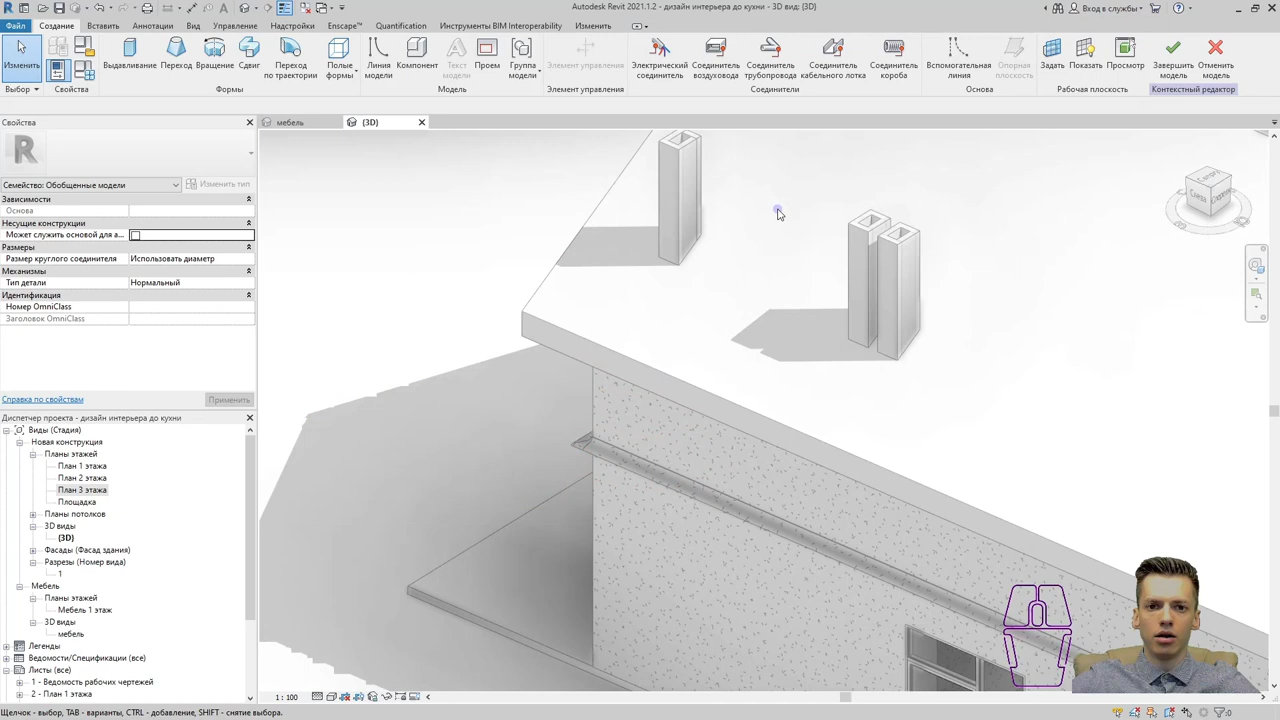 Autodesk Revit 2021.1.2 - дизайн интерьера до кухни - 3D вид: {3D}
Вход в службы
Файл Создание Вставить Аннотации Вид Управление Надстройки Enscape™ Quantification Инструменты BIM Interoperability Изменить
Изменить
Выдавливание
Переход
Вращение
Сдвиг
Переход по траектории
Полые формы
Линия модели
Компонент
Текст модели
Проем
Группа модели
Элемент управления
Электрический соединитель
Соединитель воздуховода
Соединитель трубопровода
Соединитель кабельного лотка
Соединитель короба
Вспомогательная линия
Опорная плоскость
Задать
Показать
Просмотр
Завершить модель
Отменить модель
Выбор Свойства Формы Модель Элемент управления Соединители Основа Рабочая плоскость Контекстный редактор
Свойства
мебель
{3D}
Семейство: Обобщенные модели
Изменить тип
Зависимости
Основа
Несущие конструкции
Может служить основой для а...
Размеры
Размер круглого соединителя Использовать диаметр
Механизмы
Тип детали Нормальный
Идентификация
Номер OmniClass
Заголовок OmniClass
Справка по свойствам
Применить
Диспетчер проекта - дизайн интерьера до кухни
Виды (Стадия)
Новая конструкция
Планы этажей
План 1 этажа
План 2 этажа
План 3 этажа
Площадка
Планы потолков
3D виды
{3D}
Фасады (Фасад здания)
Разрезы (Номер вида)
1
Мебель
Планы этажей
Мебель 1 этаж
3D виды
мебель
Легенды
Ведомости/Спецификации (все)
Листы (все)
1 - Ведомость рабочих чертежей
2 - План 1 этажа
1 : 100
Щелчок - выбор, TAB - варианты, CTRL - добавление, SHIFT - снятие выбора.
:0